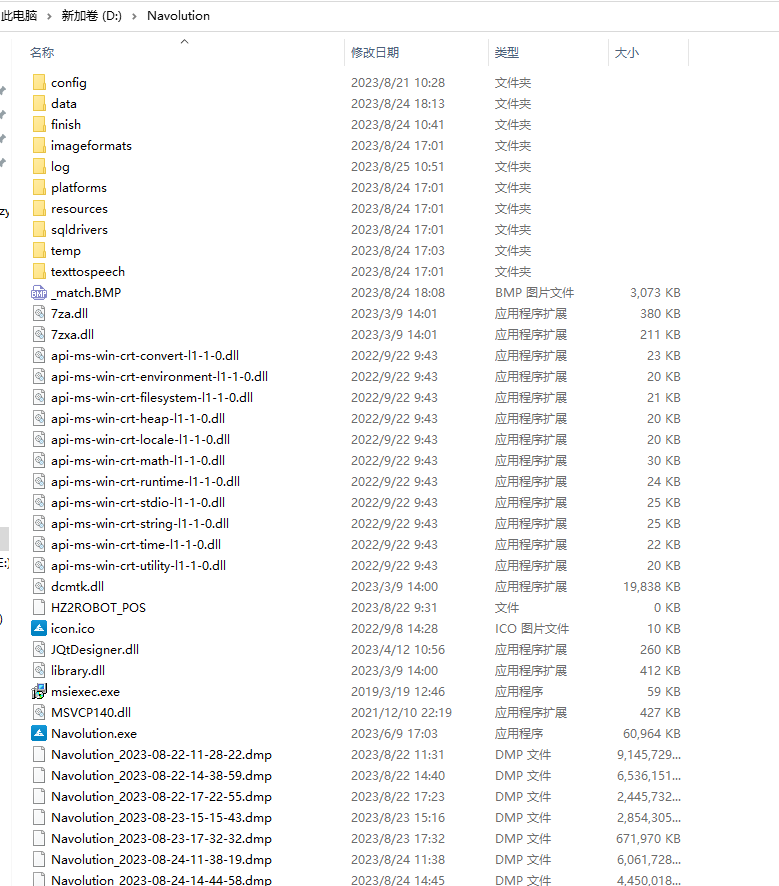 此电脑 › 新加卷 (D:) › Navolution
名称 修改日期 类型 大小
config 2023/8/21 10:28 文件夹
data 2023/8/24 18:13 文件夹
finish 2023/8/24 10:41 文件夹
imageformats 2023/8/24 17:01 文件夹
log 2023/8/25 10:51 文件夹
platforms 2023/8/24 17:01 文件夹
resources 2023/8/24 17:01 文件夹
sqldrivers 2023/8/24 17:01 文件夹
temp 2023/8/24 17:03 文件夹
texttospeech 2023/8/24 17:01 文件夹
_match.BMP 2023/8/24 18:08 BMP 图片文件 3,073 KB
7za.dll 2023/3/9 14:01 应用程序扩展 380 KB
7zxa.dll 2023/3/9 14:01 应用程序扩展 211 KB
api-ms-win-crt-convert-l1-1-0.dll 2022/9/22 9:43 应用程序扩展 23 KB
api-ms-win-crt-environment-l1-1-0.dll 2022/9/22 9:43 应用程序扩展 20 KB
api-ms-win-crt-filesystem-l1-1-0.dll 2022/9/22 9:43 应用程序扩展 21 KB
api-ms-win-crt-heap-l1-1-0.dll 2022/9/22 9:43 应用程序扩展 20 KB
api-ms-win-crt-locale-l1-1-0.dll 2022/9/22 9:43 应用程序扩展 20 KB
api-ms-win-crt-math-l1-1-0.dll 2022/9/22 9:43 应用程序扩展 30 KB
api-ms-win-crt-runtime-l1-1-0.dll 2022/9/22 9:43 应用程序扩展 24 KB
api-ms-win-crt-stdio-l1-1-0.dll 2022/9/22 9:43 应用程序扩展 25 KB
api-ms-win-crt-string-l1-1-0.dll 2022/9/22 9:43 应用程序扩展 25 KB
api-ms-win-crt-time-l1-1-0.dll 2022/9/22 9:43 应用程序扩展 22 KB
api-ms-win-crt-utility-l1-1-0.dll 2022/9/22 9:43 应用程序扩展 20 KB
dcmtk.dll 2023/3/9 14:00 应用程序扩展 19,838 KB
HZ2ROBOT_POS 2023/8/22 9:31 文件 0 KB
icon.ico 2022/9/8 14:28 ICO 图片文件 10 KB
JQtDesigner.dll 2023/4/12 10:56 应用程序扩展 260 KB
library.dll 2023/3/9 14:00 应用程序扩展 412 KB
msiexec.exe 2019/3/19 12:46 应用程序 59 KB
MSVCP140.dll 2021/12/10 22:19 应用程序扩展 427 KB
Navolution.exe 2023/6/9 17:03 应用程序 60,964 KB
Navolution_2023-08-22-11-28-22.dmp 2023/8/22 11:31 DMP 文件 9,145,729...
Navolution_2023-08-22-14-38-59.dmp 2023/8/22 14:40 DMP 文件 6,536,151...
Navolution_2023-08-22-17-22-55.dmp 2023/8/22 17:23 DMP 文件 2,445,732...
Navolution_2023-08-23-15-15-43.dmp 2023/8/23 15:16 DMP 文件 2,854,305...
Navolution_2023-08-23-17-32-32.dmp 2023/8/23 17:32 DMP 文件 671,970 KB
Navolution_2023-08-24-11-38-19.dmp 2023/8/24 11:38 DMP 文件 6,061,728...
Navolution_2023-08-24-14-44-58.dmp 2023/8/24 14:45 DMP 文件 4,450,018...